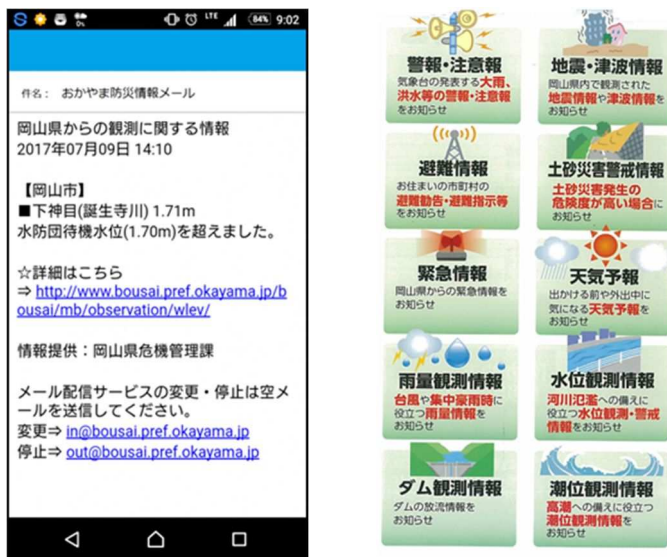 LTE 84% 9:02
件名： おかやま防災情報メール
岡山県からの観測に関する情報
2017年07月09日 14:10
【岡山市】
■下神目(誕生寺川) 1.71m
水防団待機水位(1.70m)を超えました。
☆詳細はこちら
⇒ http://www.bousai.pref.okayama.jp/b
ousai/mb/observation/wlev/
情報提供：岡山県危機管理課
メール配信サービスの変更・停止は空メ
ールを送信してください。
変更⇒ in@bousai.pref.okayama.jp
停止⇒ out@bousai.pref.okayama.jp
警報・注意報
気象台の発表する大雨、
洪水等の警報・注意報
をお知らせ
地震・津波情報
岡山県内で観測された
地震情報や津波情報を
お知らせ
避難情報
お住まいの市町村の
避難勧告・避難指示等
をお知らせ
土砂災害警戒情報
土砂災害発生の
危険度が高い場合に
お知らせ
緊急情報
岡山県からの緊急情報を
お知らせ
天気予報
出かける前や外出中に
気になる天気予報を
お知らせ
雨量観測情報
台風や集中豪雨時に
役立つ雨量情報を
お知らせ
水位観測情報
河川氾濫への備えに
役立つ水位観測・警戒
情報をお知らせ
ダム観測情報
ダムの放流情報を
お知らせ
潮位観測情報
高潮への備えに役立つ
潮位観測情報を
お知らせ